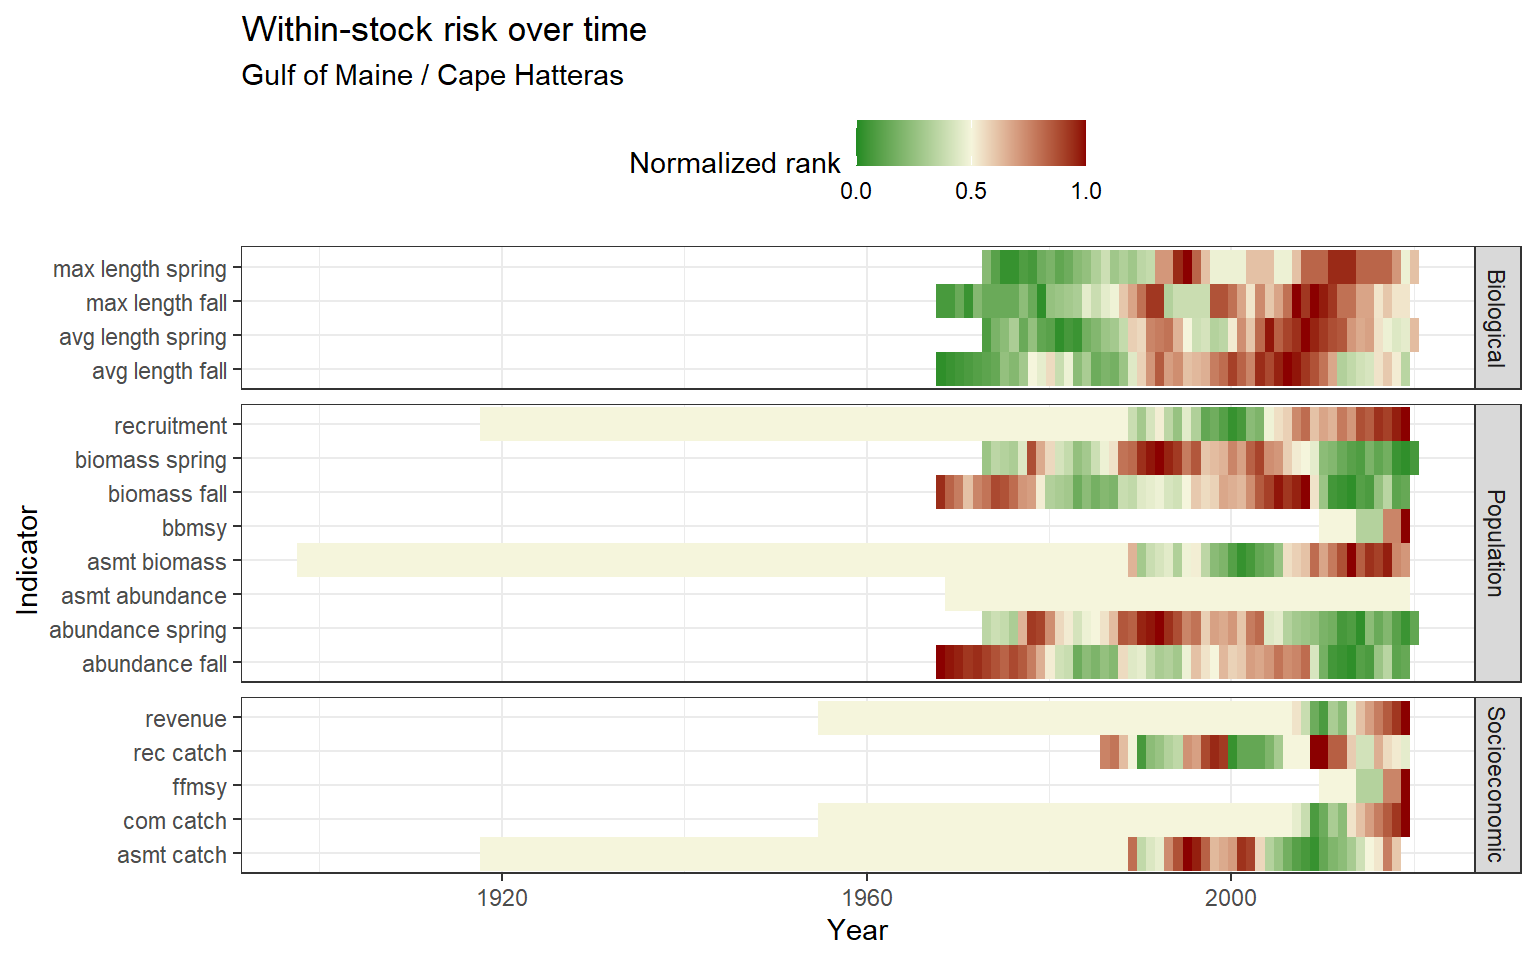 Within-stock risk over time
Gulf of Maine / Cape Hatteras
Normalized rank
0.0 0.5 1.0
max length spring
max length fall
avg length spring
avg length fall
Biological
recruitment
biomass spring
biomass fall
bbmsy
asmt biomass
asmt abundance
abundance spring
abundance fall
Population
revenue
rec catch
ffmsy
com catch
asmt catch
Socioeconomic
Indicator
1920 1960 2000
Year